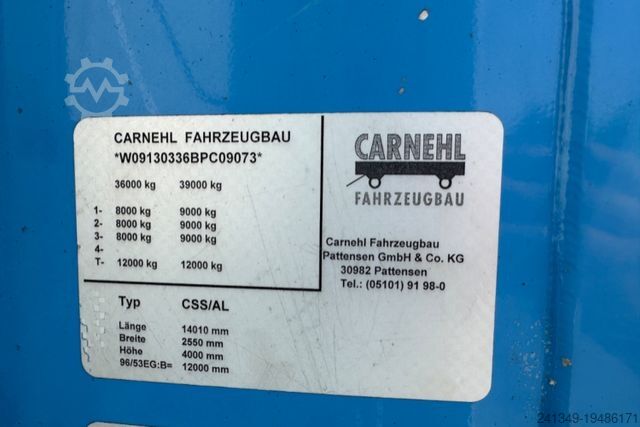 CARNEHL FAHRZEUGBAU
*W09130336BPC09073*
36000 kg 39000 kg
1- 8000 kg 9000 kg
2- 8000 kg 9000 kg
3- 8000 kg 9000 kg
4-
T- 12000 kg 12000 kg
Typ CSS/AL
Länge 14010 mm
Breite 2550 mm
Höhe 4000 mm
96/53EG:B= 12000 mm
CARNEHL
FAHRZEUGBAU
Carnehl Fahrzeugbau
Pattensen GmbH & Co. KG
30982 Pattensen
Tel.: (05101) 91 98-0
241349-19486171